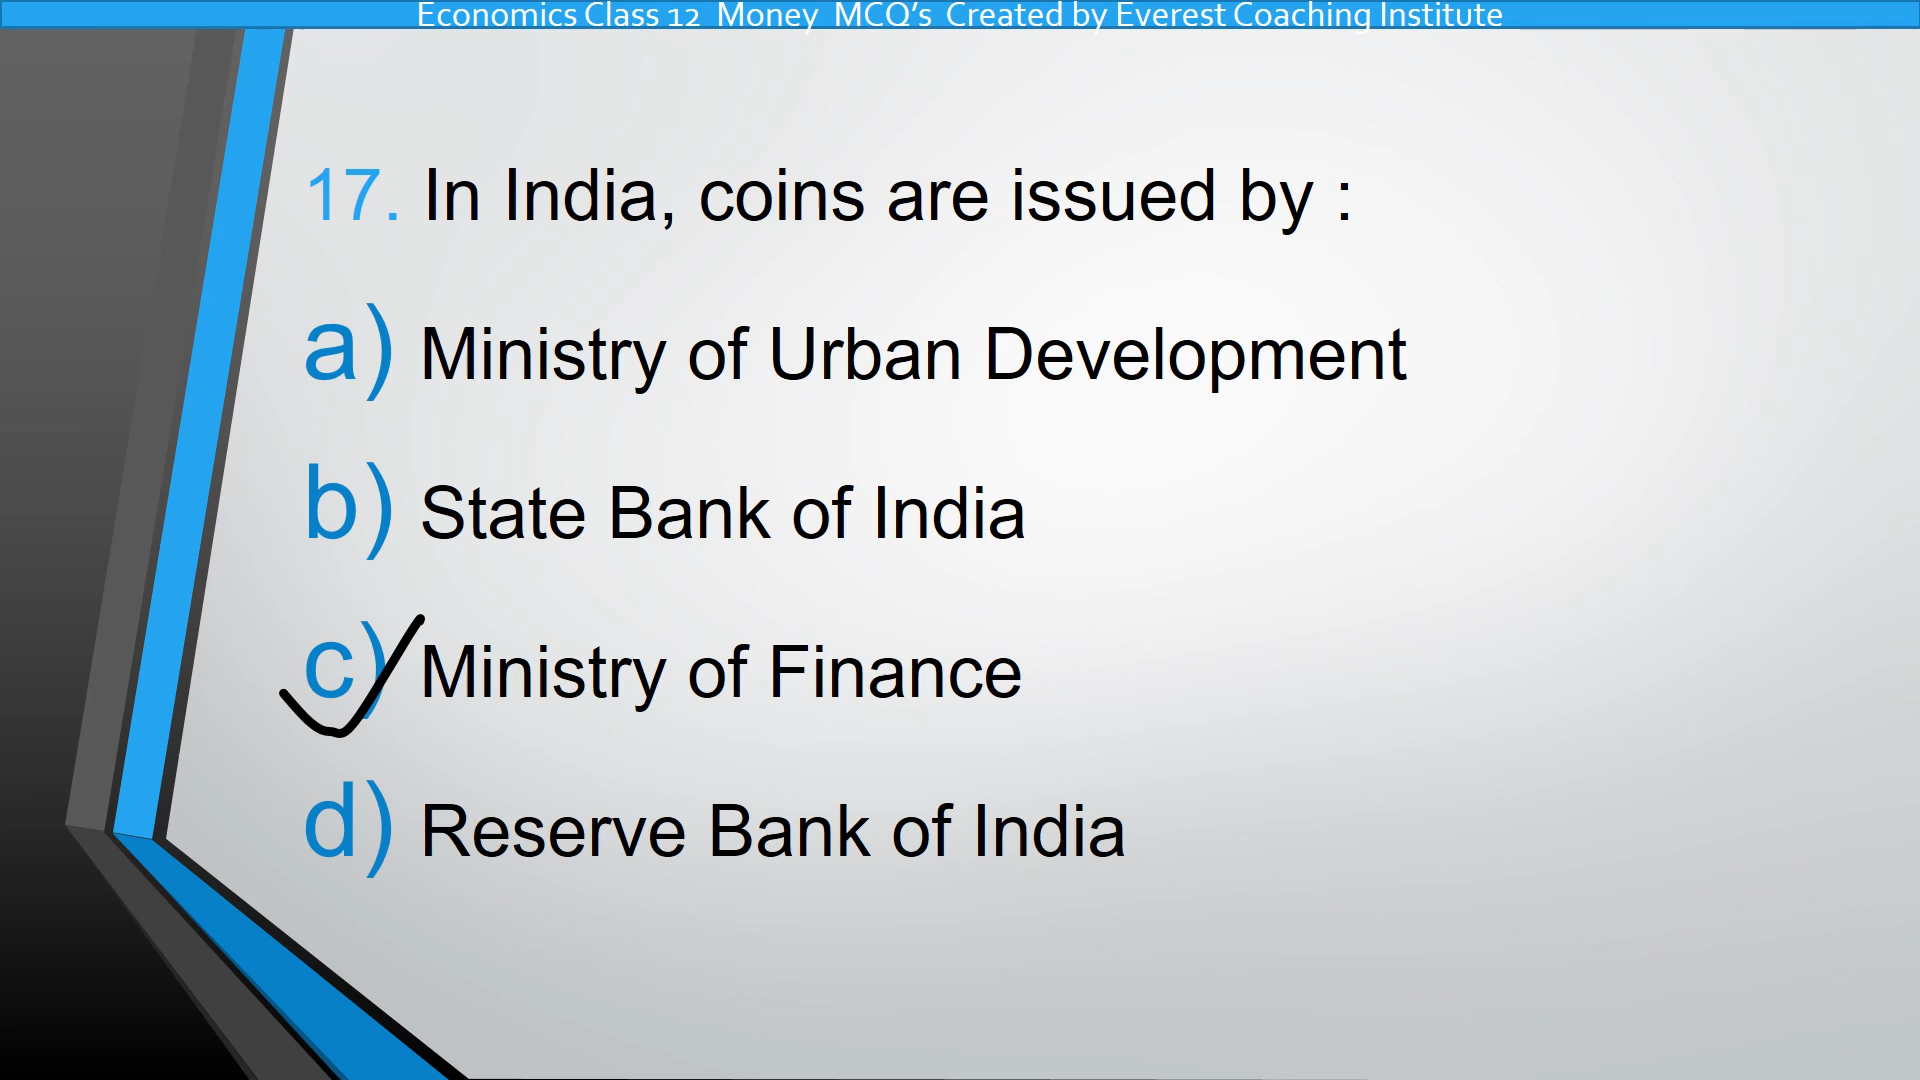 Economics Class 12 Money MCQ’s Created by Everest Coaching Institute
17. In India, coins are issued by :
a) Ministry of Urban Development
b) State Bank of India
c) Ministry of Finance
d) Reserve Bank of India